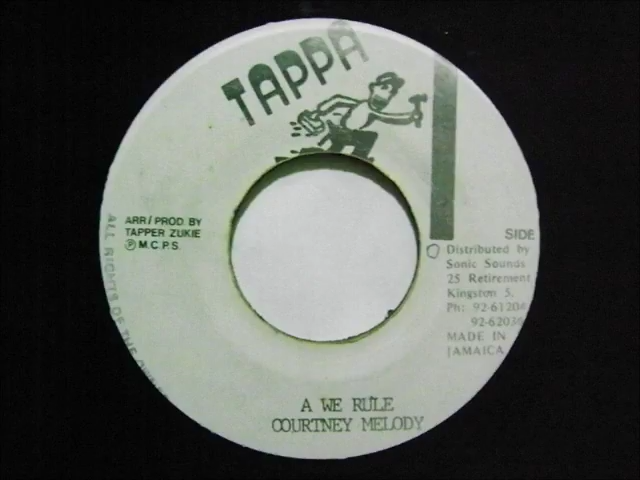 TAPPA
ARR/PROD. BY
TAPPER ZUKIE
Ⓟ M.C.P.S.
ALL RIGHTS OF THE
SIDE
Distributed by
Sonic Sounds
25 Retirement
Kingston 5.
Ph: 92-61204
92-6203
MADE IN
JAMAICA
A WE RULE
COURTNEY MELODY